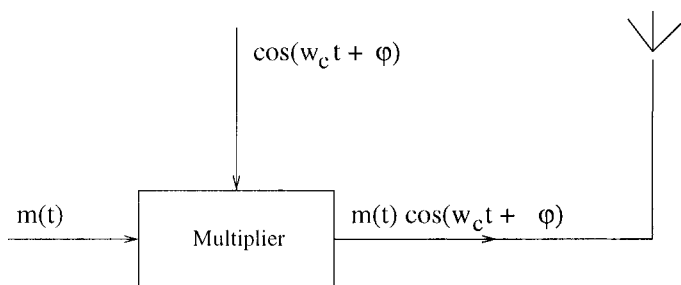 cos(w_c t + φ)
m(t)
Multiplier
m(t) cos(w_c t + φ)